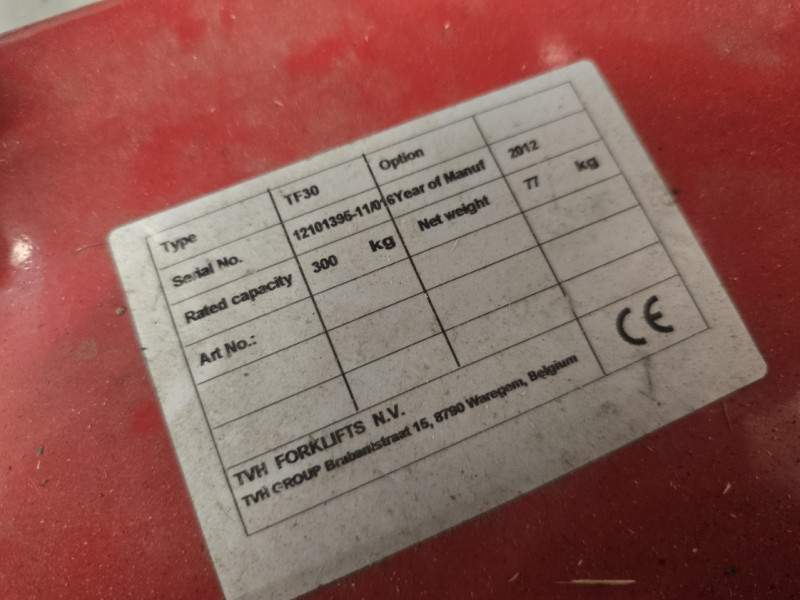 Type TF30 Option
Serial No. 12101396-11/016 Year of Manuf 2012
Rated capacity 300 kg Net weight 77 kg
Art No.:
CE
TVH FORKLIFTS N.V.
TVH GROUP Brabantstraat 15, 8790 Waregem, Belgium